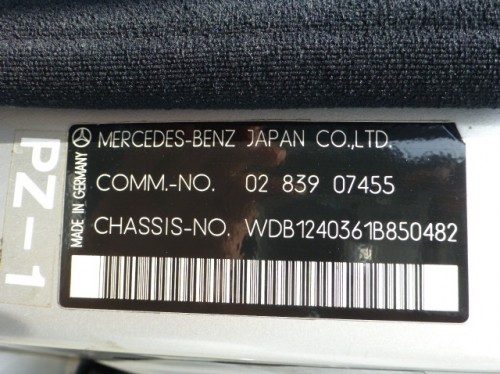 MERCEDES-BENZ JAPAN CO.,LTD.
COMM.-NO. 02 839 07455
CHASSIS-NO. WDB1240361B850482
MADE IN GERMANY
PZ-1